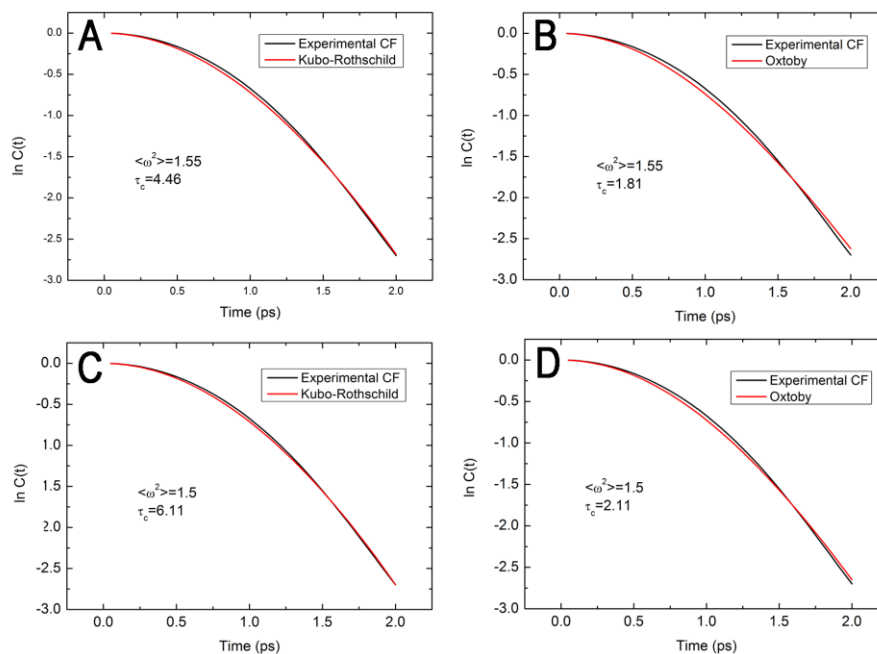 A
0.0
-0.5
-1.0
-1.5
-2.0
-2.5
-3.0
ln C(t)
Experimental CF
Kubo-Rothschild
<ω²>=1.55
τc=4.46
0.0 0.5 1.0 1.5 2.0
Time (ps)
B
0.0
-0.5
-1.0
-1.5
-2.0
-2.5
-3.0
ln C(t)
Experimental CF
Oxtoby
<ω²>=1.55
τc=1.81
0.0 0.5 1.0 1.5 2.0
Time (ps)
C
0.0
-0.5
1.0
1.5
2.0
-2.5
-3.0
ln C(t)
Experimental CF
Kubo-Rothschild
<ω²>=1.5
τc=6.11
0.0 0.5 1.0 1.5 2.0
Time (ps)
D
0.0
-0.5
-1.0
-1.5
-2.0
-2.5
-3.0
ln C(t)
Experimental CF
Oxtoby
<ω²>=1.5
τc=2.11
0.0 0.5 1.0 1.5 2.0
Time (ps)